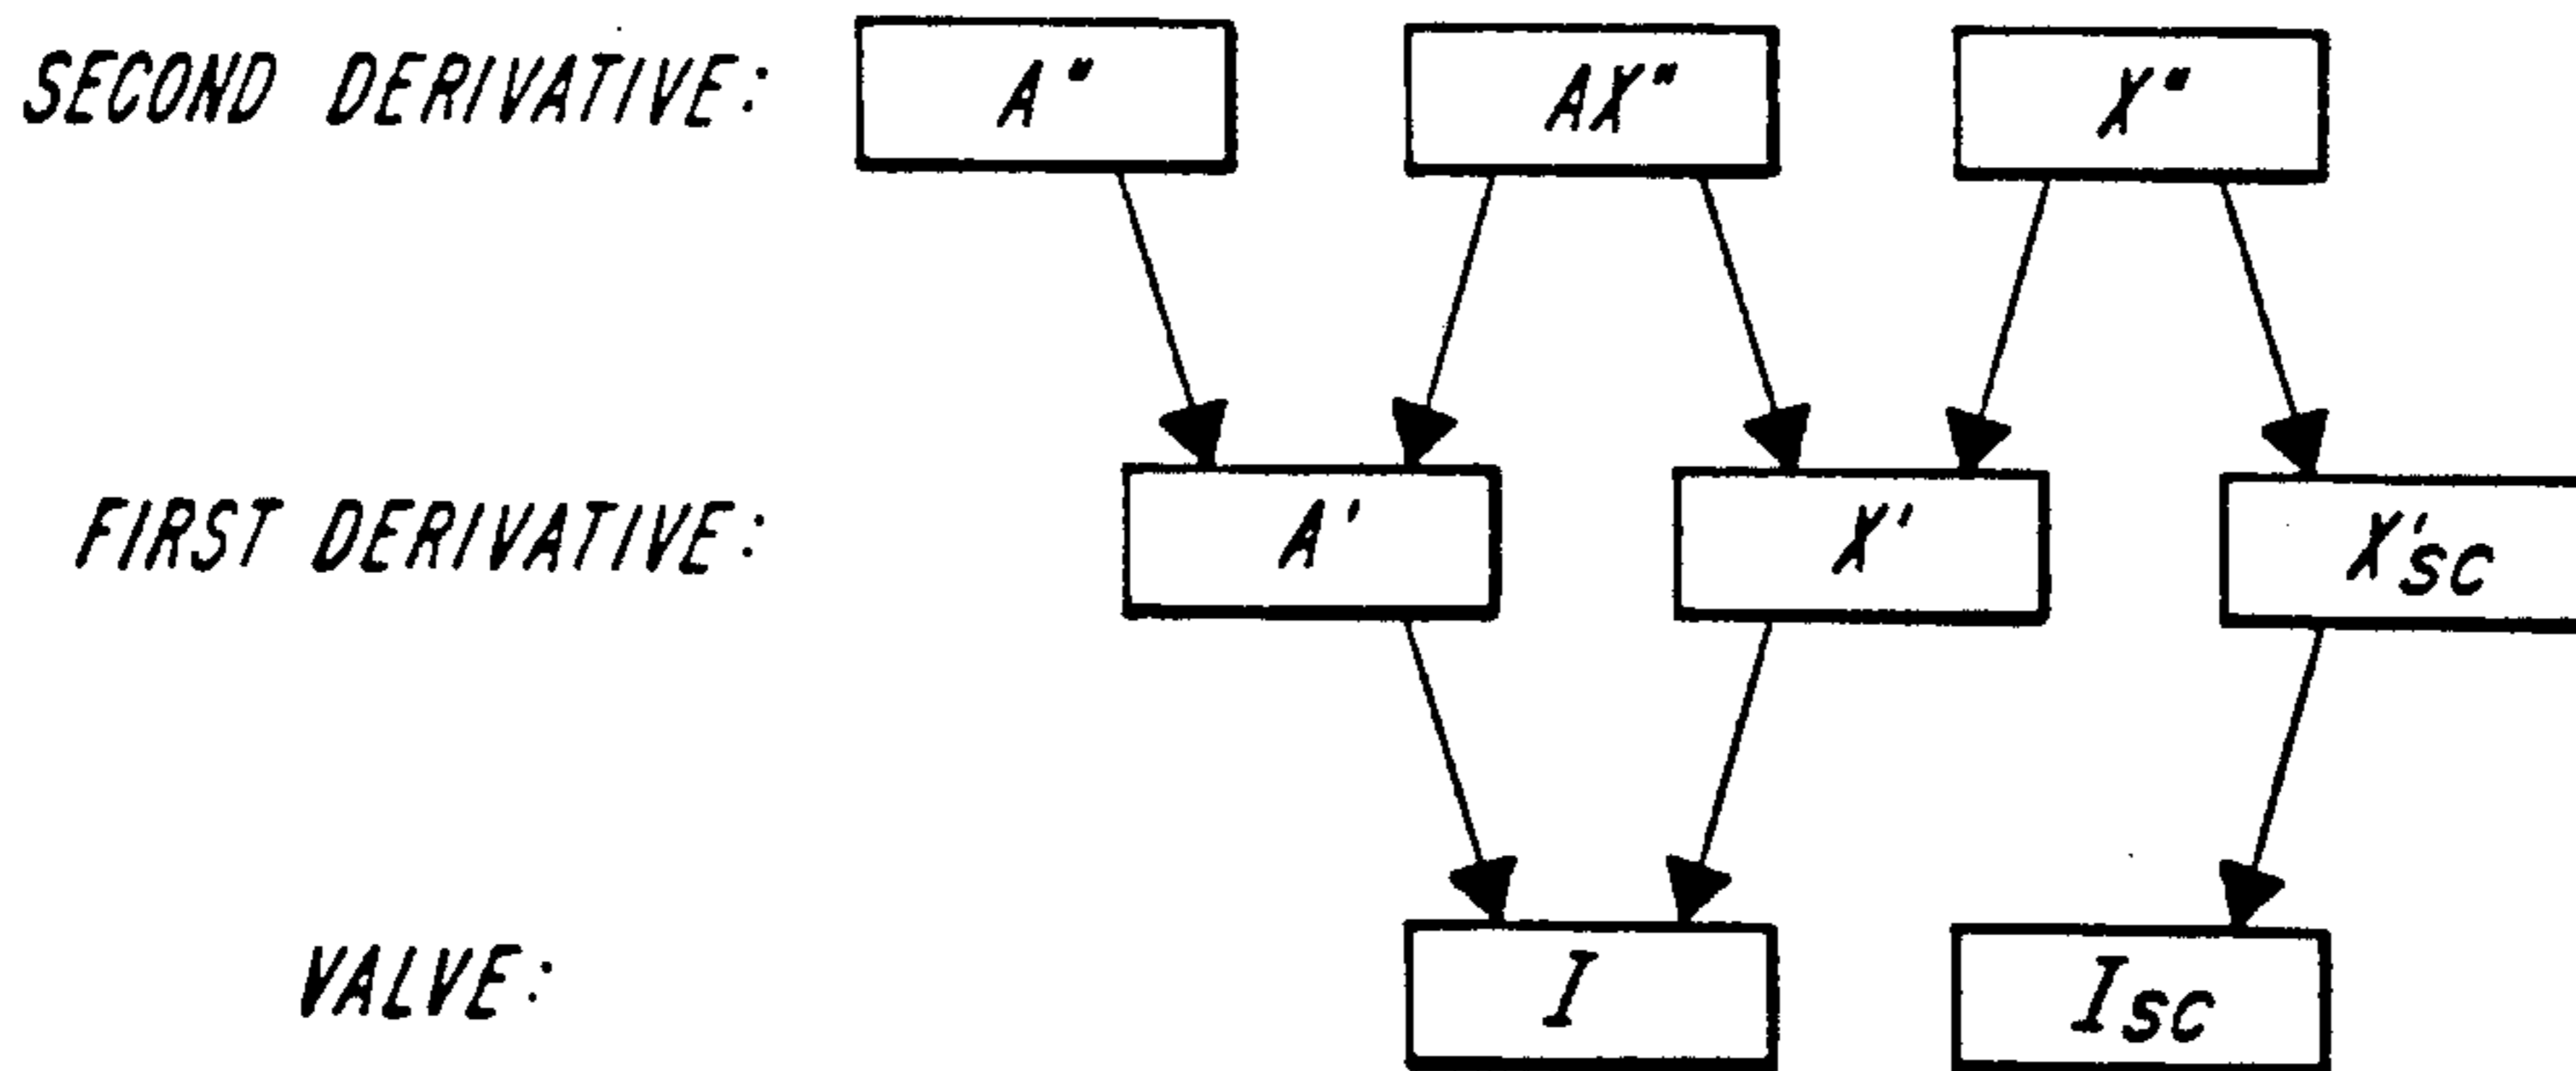 SECOND DERIVATIVE: A" AX" X"
FIRST DERIVATIVE: A' X' X'SC
VALVE: I ISC